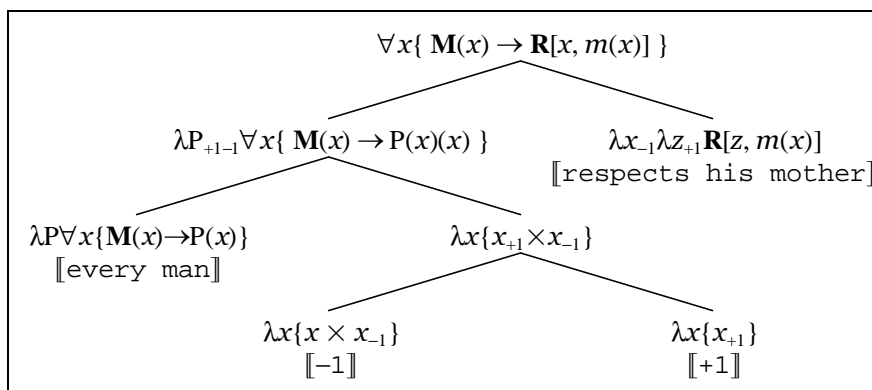 ∀x{ M(x) → R[x, m(x)] }
λP₊₁₋₁∀x{ M(x) → P(x)(x) } λx₋₁λz₊₁R[z, m(x)]
⟦respects his mother⟧
λP∀x{M(x)→P(x)} λx{x₊₁×x₋₁}
⟦every man⟧
λx{x × x₋₁} λx{x₊₁}
⟦−1⟧ ⟦+1⟧